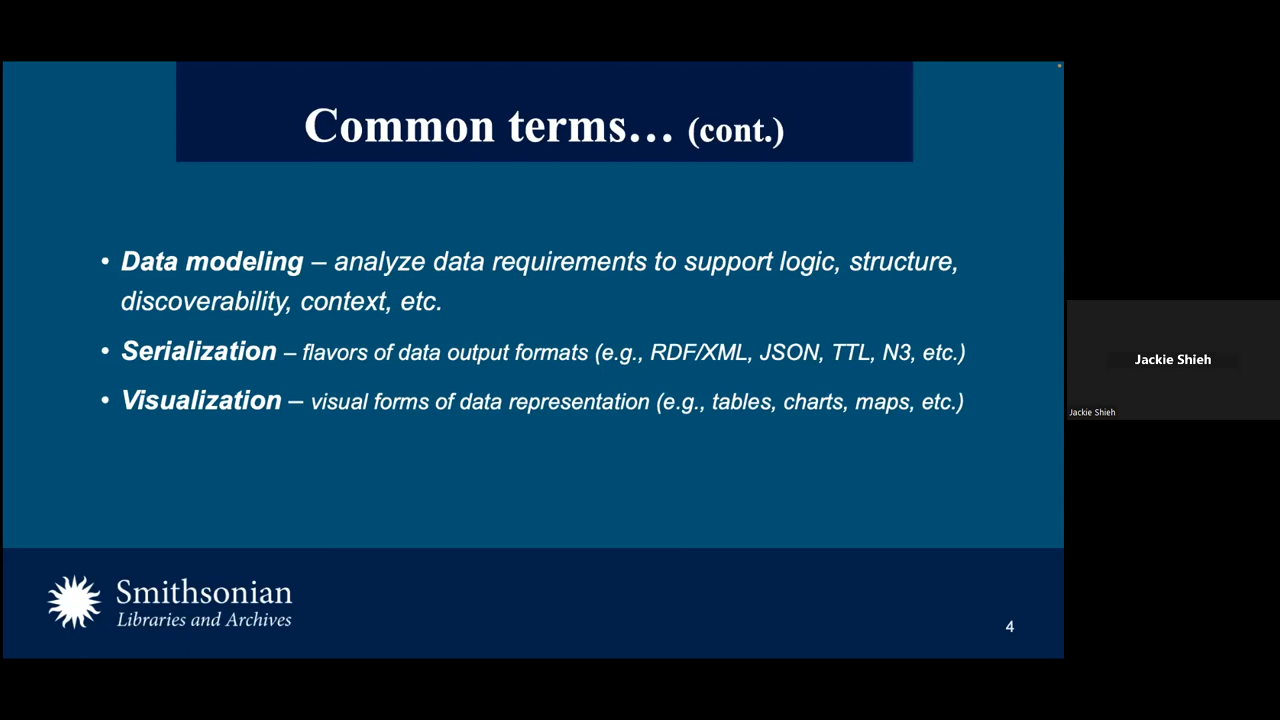 Common terms… (cont.)
• Data modeling – analyze data requirements to support logic, structure,
discoverability, context, etc.
• Serialization – flavors of data output formats (e.g., RDF/XML, JSON, TTL, N3, etc.)
• Visualization – visual forms of data representation (e.g., tables, charts, maps, etc.)
Smithsonian
Libraries and Archives
4
Jackie Shieh
Jackie Shieh